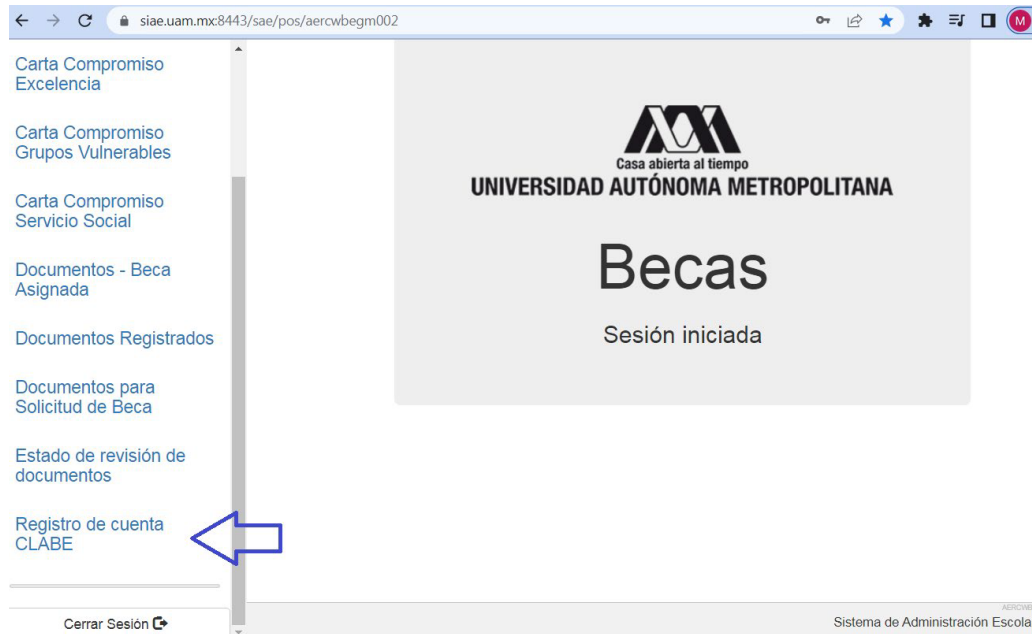 siae.uam.mx:8443/sae/pos/aercwbegm002
M
Carta Compromiso
Excelencia
Carta Compromiso
Grupos Vulnerables
Carta Compromiso
Servicio Social
Documentos - Beca
Asignada
Documentos Registrados
Documentos para
Solicitud de Beca
Estado de revisión de
documentos
Registro de cuenta
CLABE
Cerrar Sesión
Casa abierta al tiempo
UNIVERSIDAD AUTÓNOMA METROPOLITANA
Becas
Sesión iniciada
AERCWB
Sistema de Administración Escola